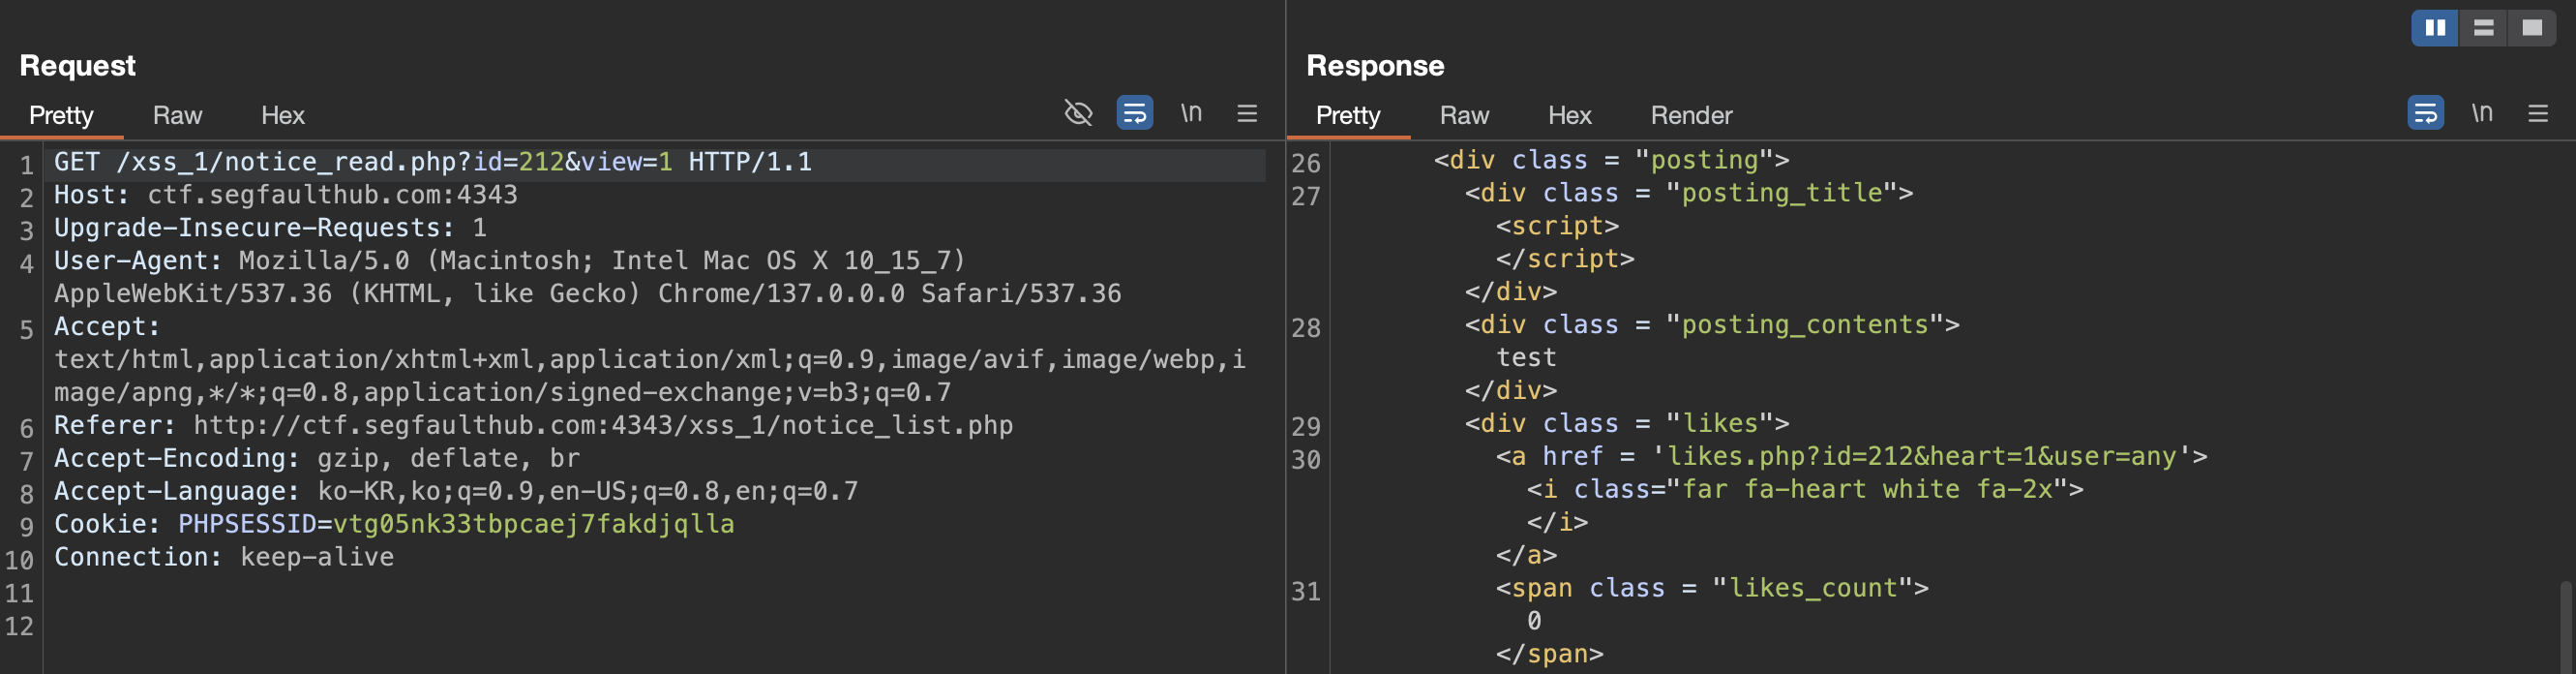 Request
Pretty Raw Hex \n
1 GET /xss_1/notice_read.php?id=212&view=1 HTTP/1.1
2 Host: ctf.segfaulthub.com:4343
3 Upgrade-Insecure-Requests: 1
4 User-Agent: Mozilla/5.0 (Macintosh; Intel Mac OS X 10_15_7)
AppleWebKit/537.36 (KHTML, like Gecko) Chrome/137.0.0.0 Safari/537.36
5 Accept:
text/html,application/xhtml+xml,application/xml;q=0.9,image/avif,image/webp,i
mage/apng,*/*;q=0.8,application/signed-exchange;v=b3;q=0.7
6 Referer: http://ctf.segfaulthub.com:4343/xss_1/notice_list.php
7 Accept-Encoding: gzip, deflate, br
8 Accept-Language: ko-KR,ko;q=0.9,en-US;q=0.8,en;q=0.7
9 Cookie: PHPSESSID=vtg05nk33tbpcaej7fakdjqlla
10 Connection: keep-alive
11
12
Response
Pretty Raw Hex Render \n
26 <div class = "posting">
27 <div class = "posting_title">
<script>
</script>
</div>
28 <div class = "posting_contents">
test
</div>
29 <div class = "likes">
30 <a href = 'likes.php?id=212&heart=1&user=any'>
<i class="far fa-heart white fa-2x">
</i>
</a>
31 <span class = "likes_count">
0
</span>